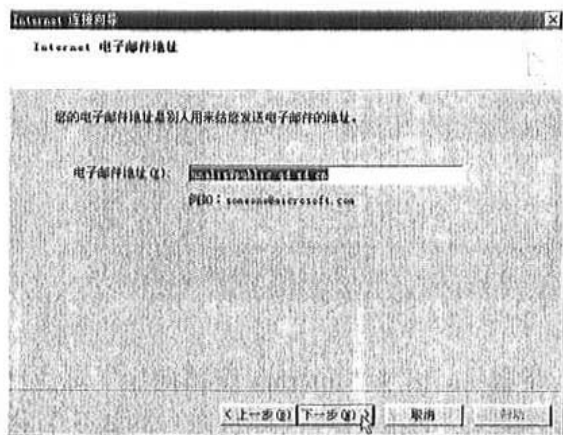 Internet 连接向导
Internet 电子邮件地址
您的电子邮件地址是别人用来给您发送电子邮件的地址。
电子邮件地址(E):
例如：someone@microsoft.com
< 上一步(B)
下一步(N) >
取消
帮助